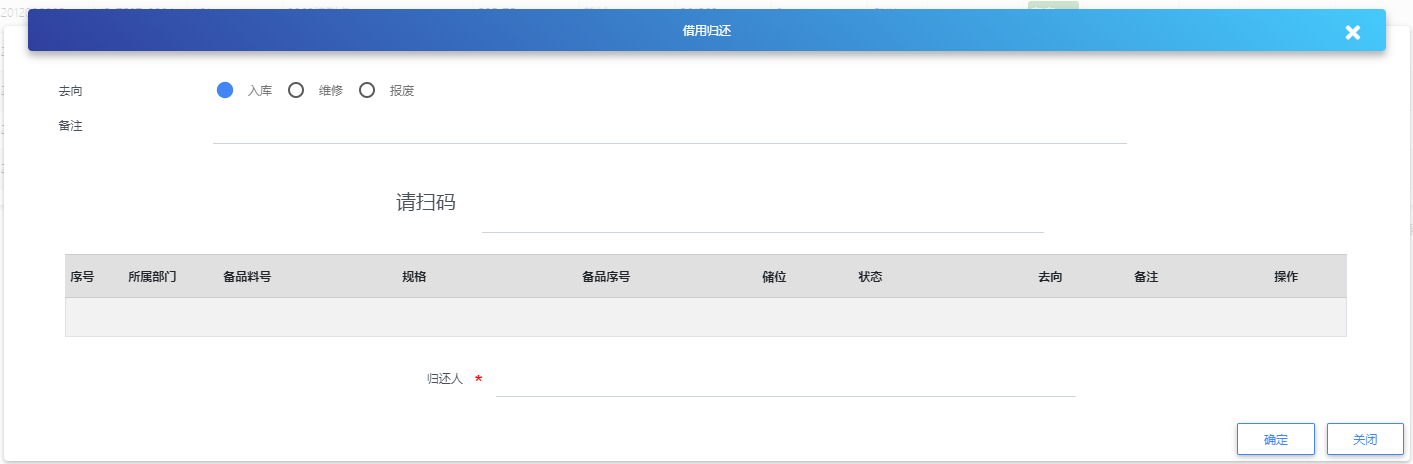 借用归还
去向 入库 维修 报废
备注
请扫码
序号 所属部门 备品料号 规格 备品序号 储位 状态 去向 备注 操作
归还人 *
确定 关闭